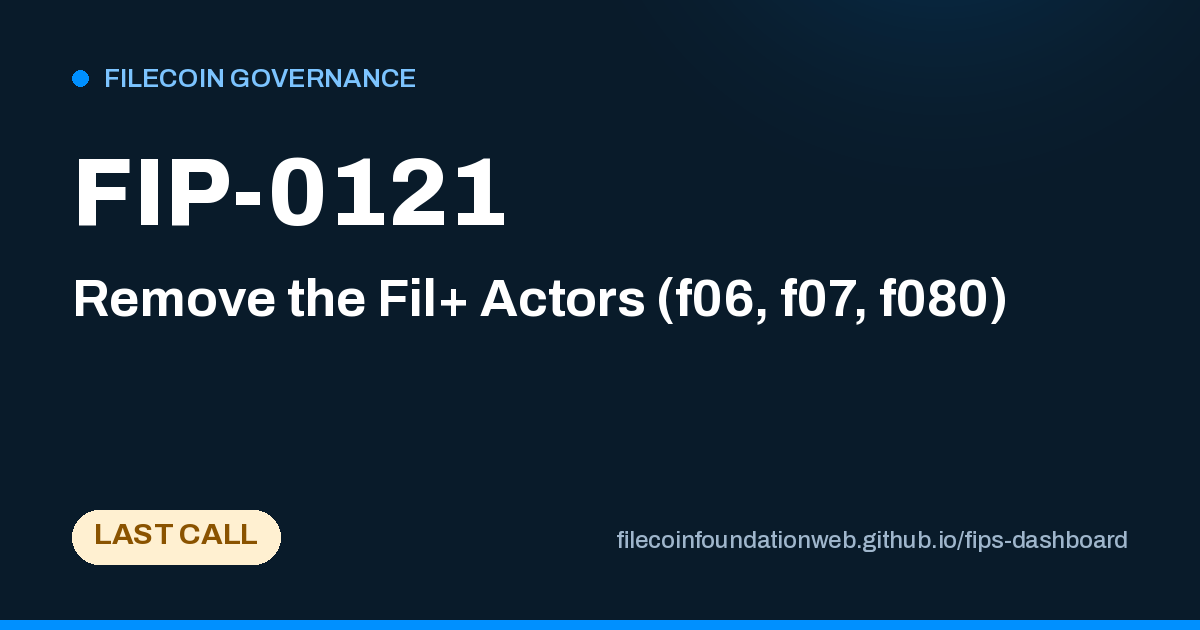 FILECOIN GOVERNANCE
FIP-0121
Remove the Fil+ Actors (f06, f07, f080)
LAST CALL
filecoinfoundationweb.github.io/fips-dashboard